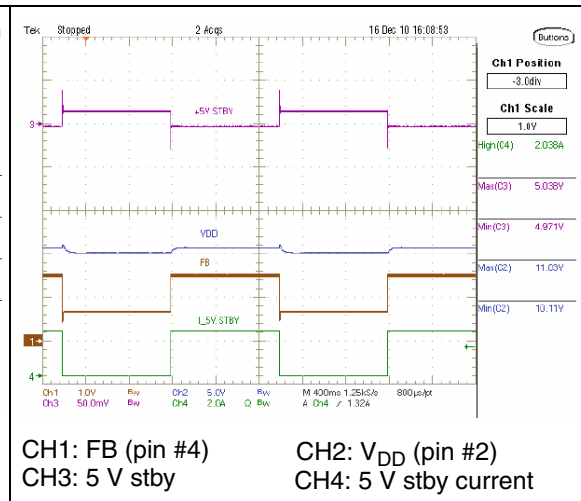 Tek Stopped 2 Acqs 16 Dec 10 16:08:53
Buttons
Ch1 Position
-3.0div
Ch1 Scale
1.0V
High(C4) 2.038A
Max(C3) 5.038V
Min(C3) 4.971V
Max(C2) 11.03V
Min(C2) 10.11V
+5V STBY
3
VDD
FB
I_5V STBY
1
4
Ch1 1.0V Bw Ch2 5.0V Bw M 400ms 1.25kS/s 800µs/pt
Ch3 50.0mV Bw Ch4 2.0A Ω Bw A Ch4 ∕ 1.32A
CH1: FB (pin #4) CH2: VDD (pin #2)
CH3: 5 V stby CH4: 5 V stby current